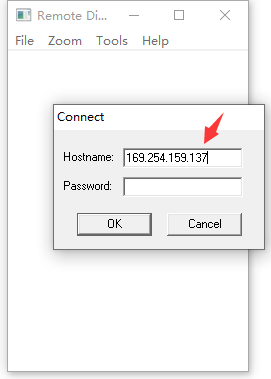 Remote Di...
File Zoom Tools Help
Connect
Hostname: 169.254.159.137
Password:
OK Cancel